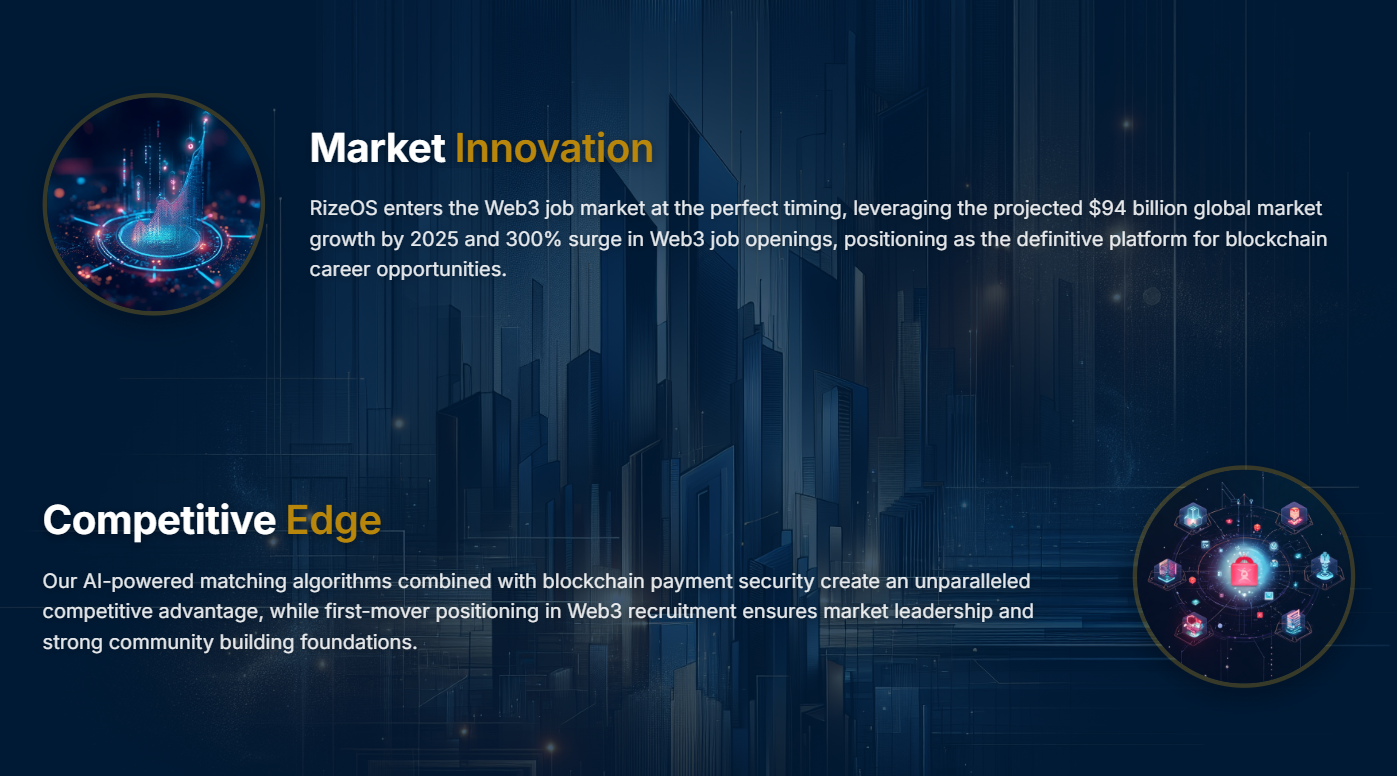 Market Innovation
RizeOS enters the Web3 job market at the perfect timing, leveraging the projected $94 billion global market
growth by 2025 and 300% surge in Web3 job openings, positioning as the definitive platform for blockchain
career opportunities.
Competitive Edge
Our AI-powered matching algorithms combined with blockchain payment security create an unparalleled
competitive advantage, while first-mover positioning in Web3 recruitment ensures market leadership and
strong community building foundations.